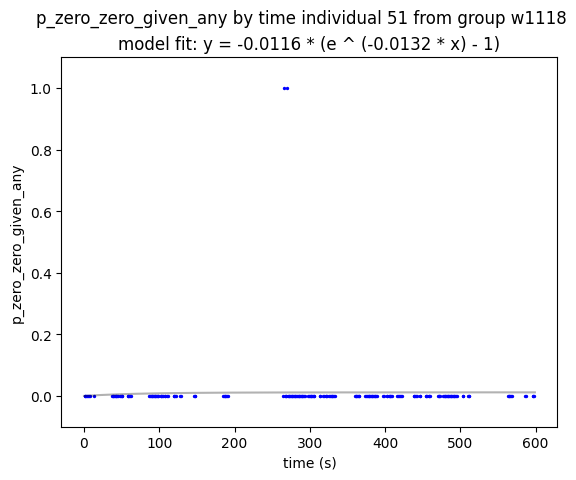 p_zero_zero_given_any by time individual 51 from group w1118
model fit: y = -0.0116 * (e ^ (-0.0132 * x) - 1)
1.0
0.8
0.6
0.4
0.2
0.0
p_zero_zero_given_any
0 100 200 300 400 500 600
time (s)